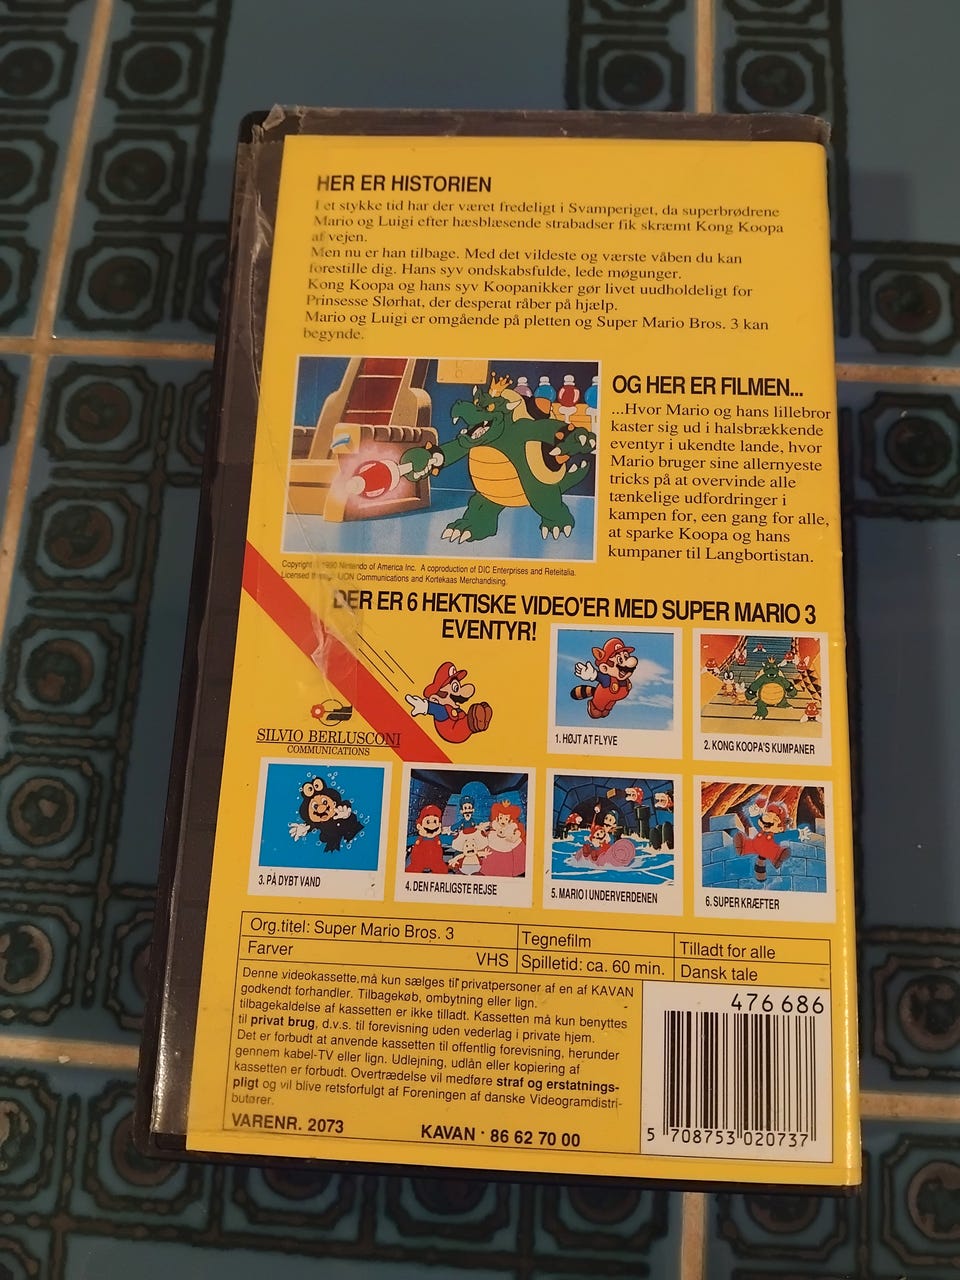 HER ER HISTORIEN
I et stykke tid har der været fredeligt i Svamperiget, da superbrødrene
Mario og Luigi efter hæsblæsende strabadser fik skræmt Kong Koopa
af vejen.
Men nu er han tilbage. Med det vildeste og værste våben du kan
forestille dig. Hans syv ondskabsfulde, lede møgunger.
Kong Koopa og hans syv Koopanikker gør livet uudholdeligt for
Prinsesse Slørhat, der desperat råber på hjælp.
Mario og Luigi er omgående på pletten og Super Mario Bros. 3 kan
begynde.
OG HER ER FILMEN...
...Hvor Mario og hans lillebror
kaster sig ud i halsbrækkende
eventyr i ukendte lande, hvor
Mario bruger sine allernyeste
tricks på at overvinde alle
tænkelige udfordringer i
kampen for, een gang for alle,
at sparke Koopa og hans
kumpaner til Langbortistan.
Copyright 1990 Nintendo of America Inc. A coproduction of DIC Enterprises and Reteitalia.
Licensed through UDN Communications and Kortekaas Merchandising.
DER ER 6 HEKTISKE VIDEO'ER MED SUPER MARIO 3
EVENTYR!
SILVIO BERLUSCONI
COMMUNICATIONS
1. HØJT AT FLYVE
2. KONG KOOPA'S KUMPANER
3. PÅ DYBT VAND
4. DEN FARLIGSTE REJSE
5. MARIO I UNDERVERDENEN
6. SUPER KRÆFTER
Org.titel: Super Mario Bros. 3
Tegnefilm
Tilladt for alle
Farver
VHS
Spilletid: ca. 60 min.
Dansk tale
Denne videokassette,må kun sælges til privatpersoner af en af KAVAN
godkendt forhandler. Tilbagekøb, ombytning eller lign.
tilbagekaldelse af kassetten er ikke tilladt. Kassetten må kun benyttes
til privat brug, d.v.s. til forevisning uden vederlag i private hjem.
Det er forbudt at anvende kassetten til offentlig forevisning, herunder
gennem kabel-TV eller lign. Udlejning, udlån eller kopiering af
kassetten er forbudt. Overtrædelse vil medføre straf og erstatnings-
pligt og vil blive retsforfulgt af Foreningen af danske Videogramdistri-
butører.
VARENR. 2073
KAVAN · 86 62 70 00
476 686
5 708753 020737